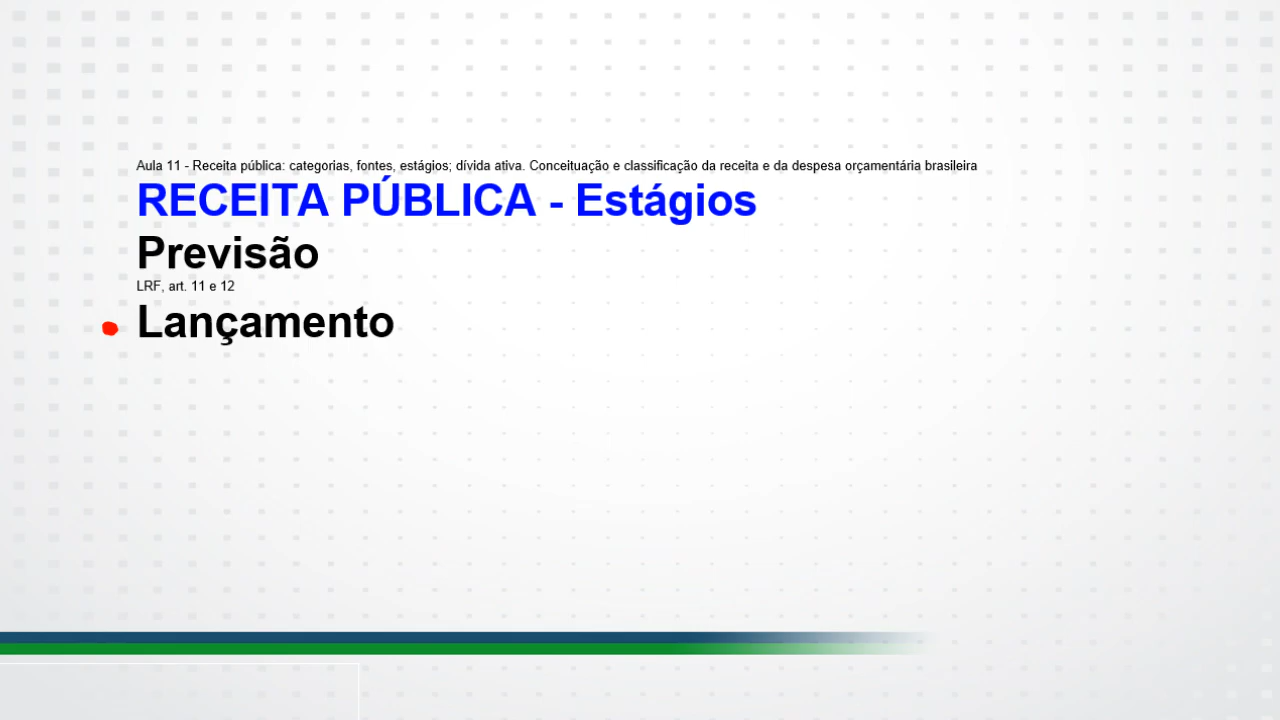 Aula 11 - Receita pública: categorias, fontes, estágios; dívida ativa. Conceituação e classificação da receita e da despesa orçamentária brasileira
RECEITA PÚBLICA - Estágios
Previsão
LRF, art. 11 e 12
Lançamento